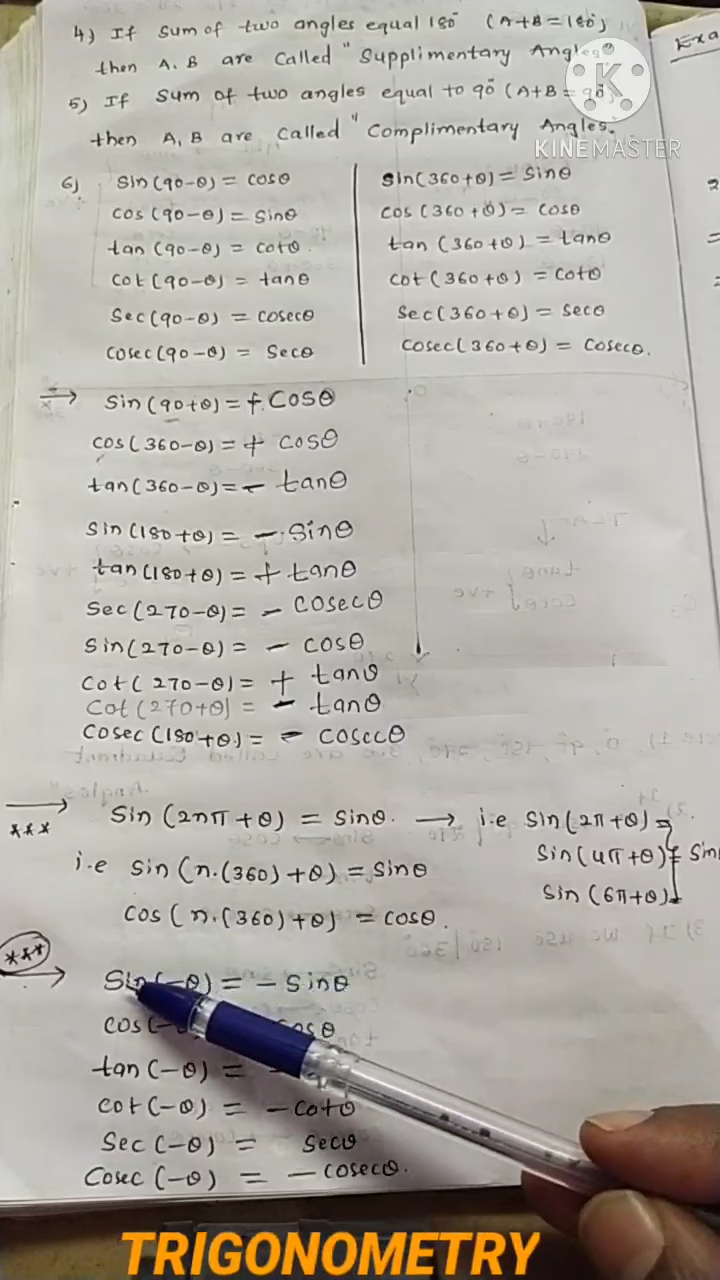 4) If Sum of two angles equal 180° (A+B=180°)
then A, B are Called "Supplimentary Angles"
Exa
5) If Sum of two angles equal to 90° (A+B=90°)
then A, B are Called "Complimentary Angles.
KINEMASTER
6) Sin(90-θ) = cosθ
cos(90-θ) = Sinθ
tan(90-θ) = cotθ
Cot(90-θ) = tanθ
Sec(90-θ) = cosecθ
cosec(90-θ) = Secθ
Sin(360+θ) = Sinθ
Cos(360+θ) = Cosθ
tan(360+θ) = tanθ
Cot(360+θ) = Cotθ
Sec(360+θ) = Secθ
Cosec(360+θ) = Cosecθ.
→ Sin(90+θ) = + Cosθ
cos(360-θ) = + cosθ
tan(360-θ) = - tanθ
Sin(180+θ) = - Sinθ
tan(180+θ) = + tanθ
Sec(270-θ) = - Cosecθ
Sin(270-θ) = - cosθ
Cot(270-θ) = + tanθ
Cot(270+θ) = - tanθ
Cosec(180+θ) = - Cosecθ
→ *** Sin(2nπ+θ) = Sinθ. → i.e Sin(2π+θ) =
Sin(4π+θ) = Sin
Sin(6π+θ) =
i.e Sin(n.(360)+θ) = Sinθ
Cos(n.(360)+θ) = Cosθ.
*** → Sin(-θ) = - Sinθ
Cos(- cosθ
tan(-θ) = -
Cot(-θ) = - Cotθ
Sec(-θ) = Secθ
Cosec(-θ) = - Cosecθ.
TRIGONOMETRY